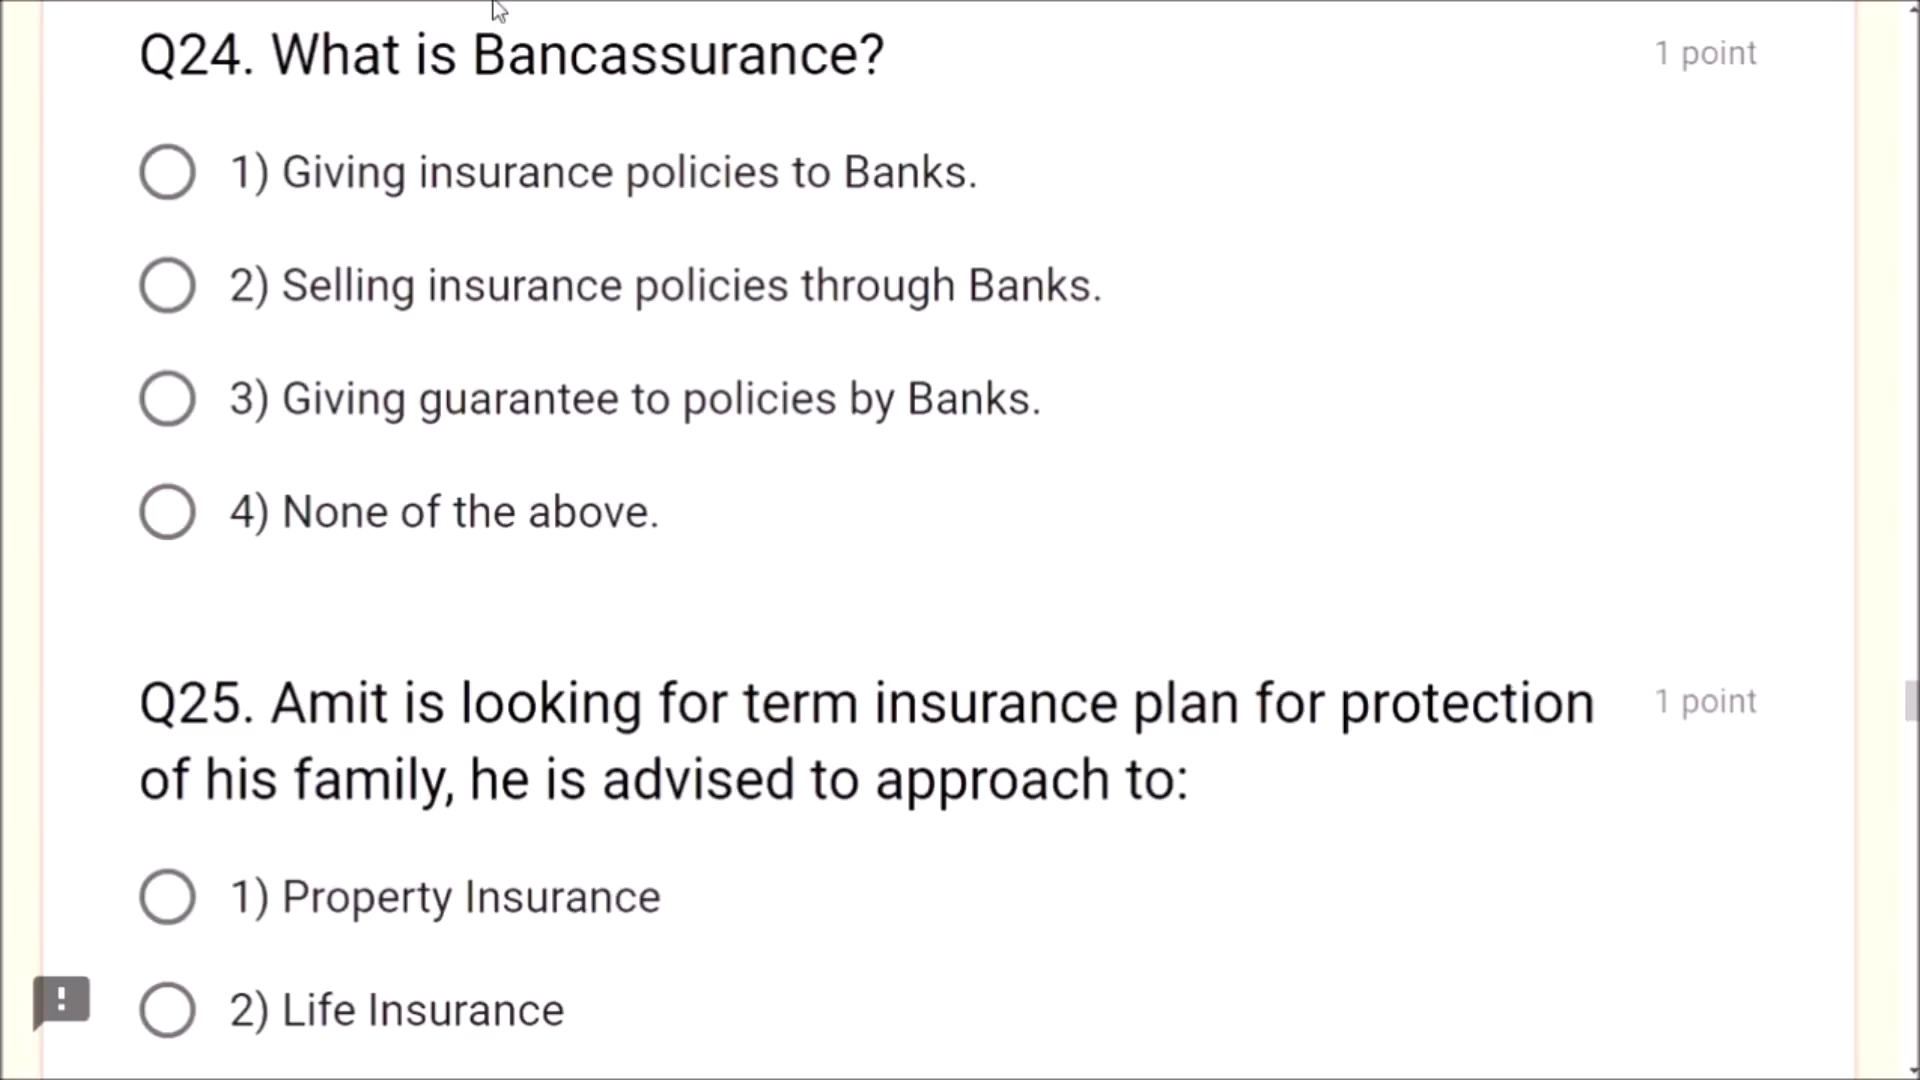 Q24. What is Bancassurance?
1 point
1) Giving insurance policies to Banks.
2) Selling insurance policies through Banks.
3) Giving guarantee to policies by Banks.
4) None of the above.
Q25. Amit is looking for term insurance plan for protection
1 point
of his family, he is advised to approach to:
1) Property Insurance
2) Life Insurance